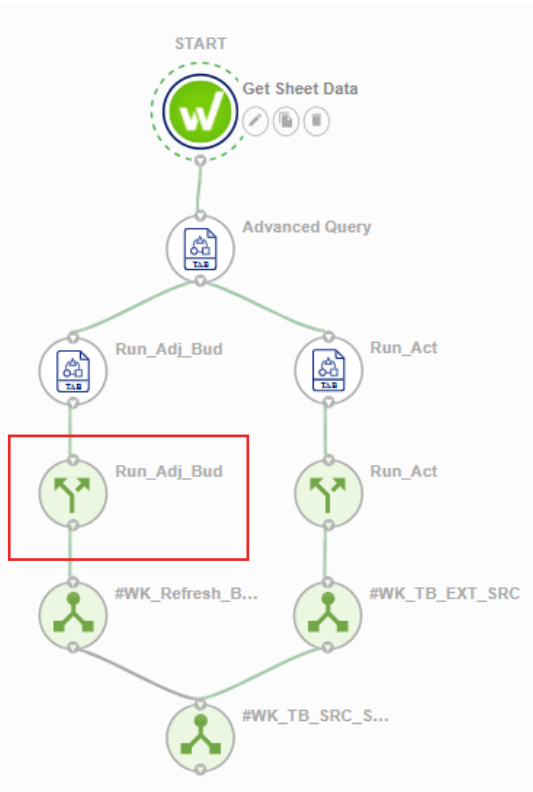 START
Get Sheet Data
Advanced Query
TAB
Run_Adj_Bud
Run_Act
TAB
TAB
Run_Adj_Bud
Run_Act
#WK_Refresh_B...
#WK_TB_EXT_SRC
#WK_TB_SRC_S...